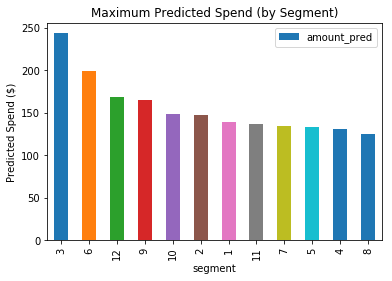 Maximum Predicted Spend (by Segment)
amount_pred
Predicted Spend ($)
250
200
150
100
50
0
3 6 12 9 10 2 1 11 7 5 4 8
segment